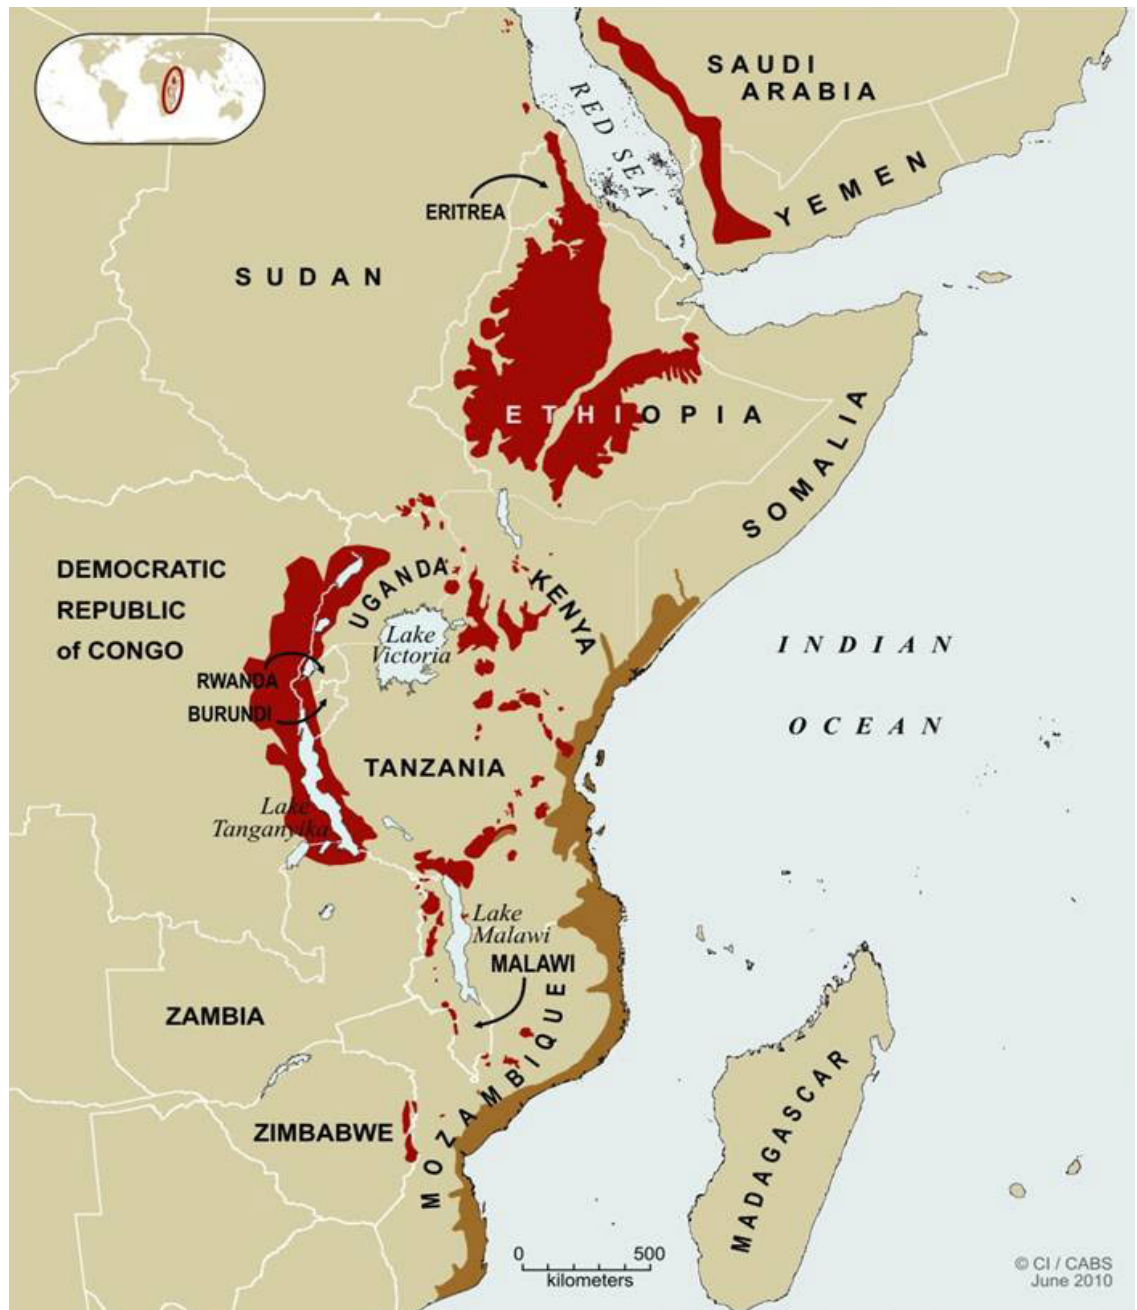 SAUDI
ARABIA
RED SEA
YEMEN
ERITREA
SUDAN
ETHIOPIA
SOMALIA
DEMOCRATIC
REPUBLIC
of CONGO
UGANDA
KENYA
Lake
Victoria
RWANDA
BURUNDI
INDIAN
OCEAN
TANZANIA
Lake
Tanganyika
Lake
Malawi
MALAWI
ZAMBIA
MOZAMBIQUE
ZIMBABWE
MADAGASCAR
0 500
kilometers
© CI / CABS
June 2010